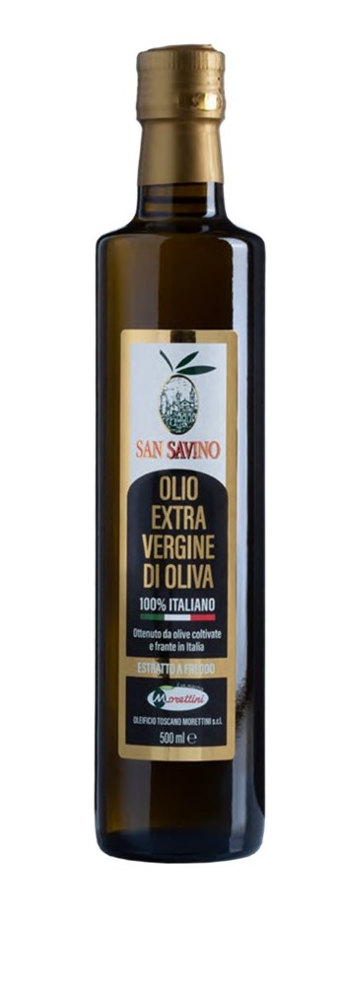 SAN SAVINO
OLIO
EXTRA
VERGINE
DI OLIVA
100% ITALIANO
Ottenuto da olive coltivate
e frante in Italia
ESTRATTO A FREDDO
Morettini
OLEIFICIO TOSCANO MORETTINI s.r.l.
500 ml ℮